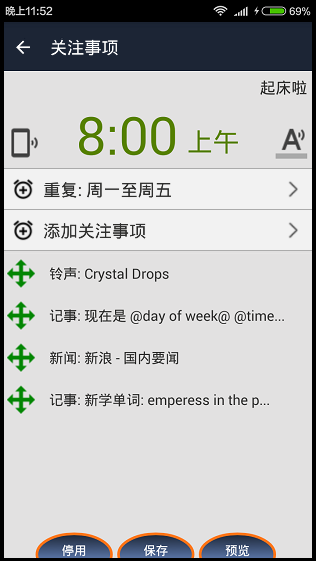 晚上11:52
69%
关注事项
起床啦
8:00 上午
A
重复: 周一至周五
添加关注事项
铃声: Crystal Drops
记事: 现在是 @day of week@ @time...
新闻: 新浪 - 国内要闻
记事: 新学单词: emperess in the p...
停用
保存
预览